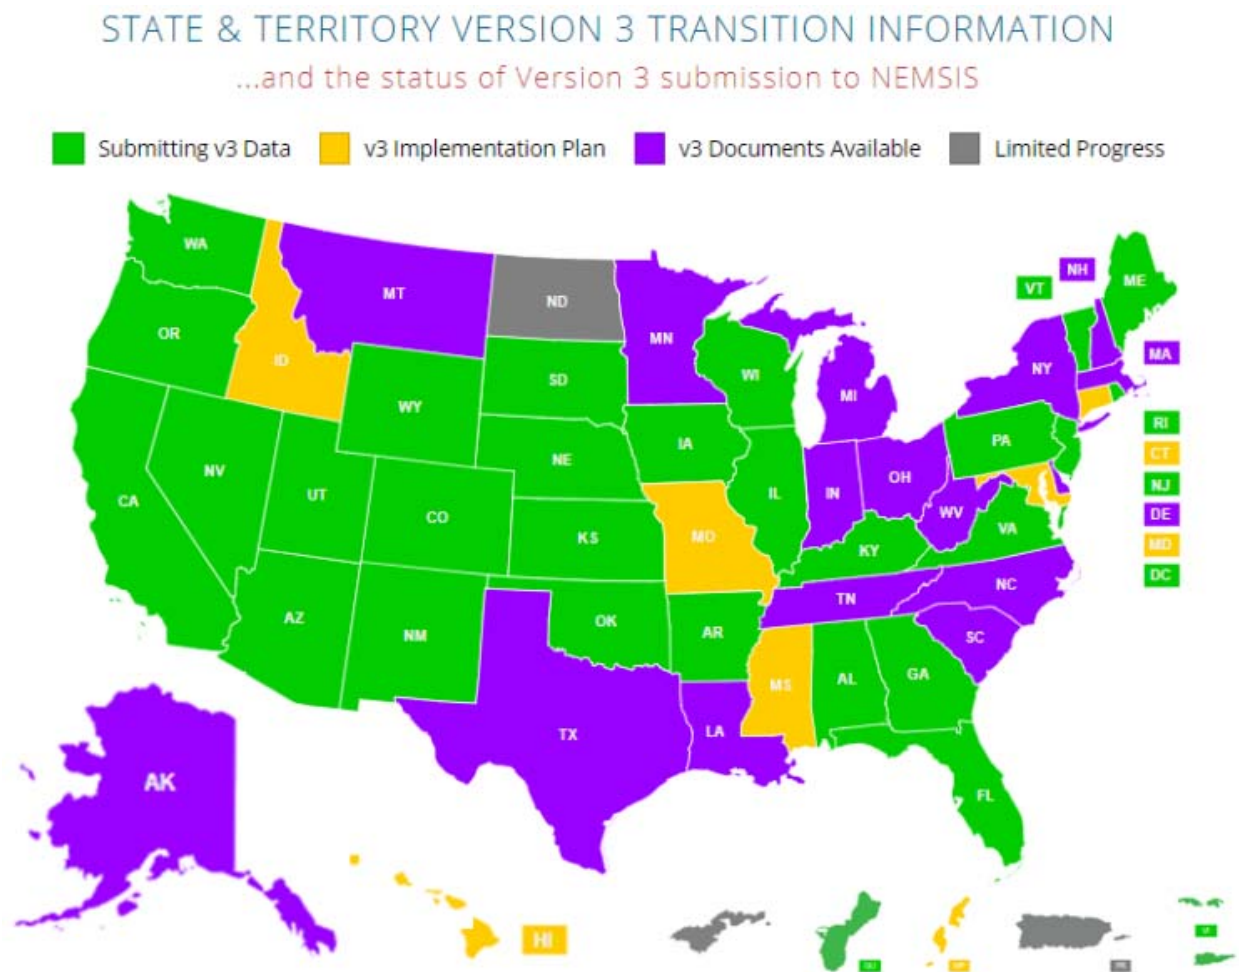 STATE & TERRITORY VERSION 3 TRANSITION INFORMATION
...and the status of Version 3 submission to NEMSIS
Submitting v3 Data v3 Implementation Plan v3 Documents Available Limited Progress
WA
MT
ND
MN
VT
NH
ME
OR
ID
SD
WI
MI
NY
MA
WY
NE
IA
PA
RI
CT
NJ
DE
MD
DC
NV
UT
CA
CO
KS
MO
IL
IN
OH
WV
VA
KY
AZ
NM
OK
AR
TN
NC
SC
MS
AL
GA
TX
LA
FL
AK
HI
GU
VI